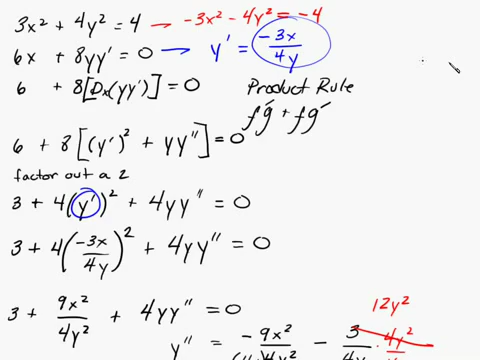 3x² + 4y² = 4 → -3x² - 4y² = -4
6x + 8yy' = 0 → y' = -3x/4y
6 + 8[Dx(yy')] = 0 Product Rule
f'g + fg'
6 + 8[(y')² + yy''] = 0
factor out a 2
3 + 4(y')² + 4yy'' = 0
3 + 4(-3x/4y)² + 4yy'' = 0
3 + 9x²/4y² + 4yy'' = 0
12y²
y'' = -9x²/ - 3/4y · 4y²/